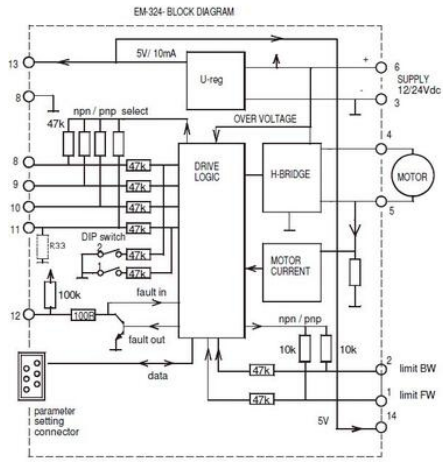 EM-324- BLOCK DIAGRAM
5V/ 10mA
13
U-reg
+
6
SUPPLY
12/24Vdc
-
3
8
47k
npn / pnp select
OVER VOLTAGE
4
8
47k
DRIVE
LOGIC
H-BRIDGE
MOTOR
9
47k
10
47k
5
11
47k
R33
DIP switch
2
47k
1
47k
MOTOR
CURRENT
100k
fault in
12
100R
npn / pnp
fault out
10k
10k
2
limit BW
47k
data
1
limit FW
47k
14
5V
parameter
setting
connector